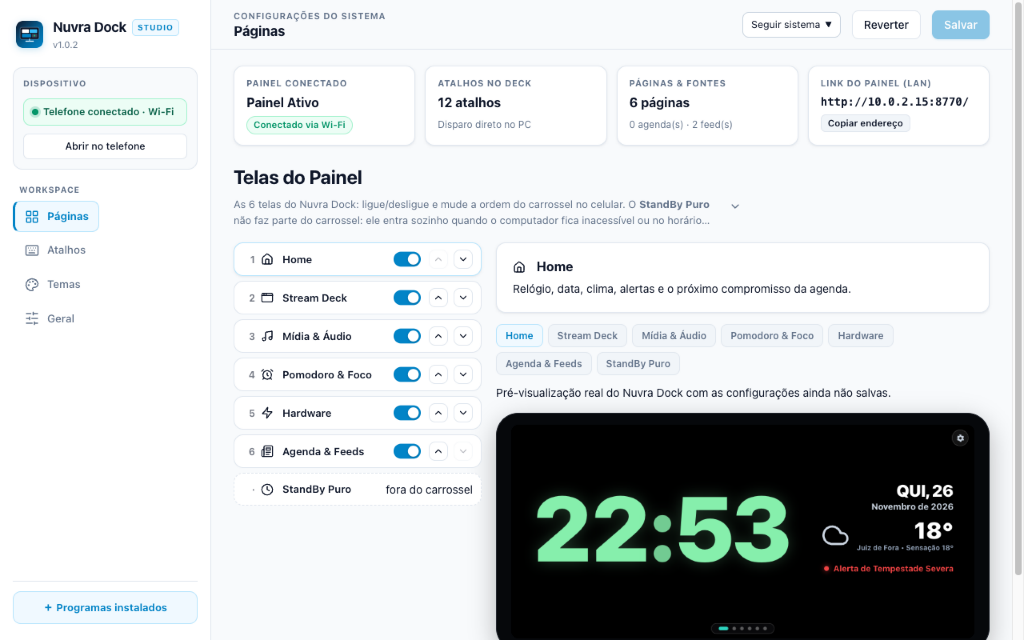 Nuvra Dock STUDIO
v1.0.2
DISPOSITIVO
Telefone conectado · Wi-Fi
Abrir no telefone
WORKSPACE
Páginas
Atalhos
Temas
Geral
+ Programas instalados
CONFIGURAÇÕES DO SISTEMA
Páginas
Seguir sistema ▼
Reverter
Salvar
PAINEL CONECTADO
Painel Ativo
Conectado via Wi-Fi
ATALHOS NO DECK
12 atalhos
Disparo direto no PC
PÁGINAS & FONTES
6 páginas
0 agenda(s) · 2 feed(s)
LINK DO PAINEL (LAN)
http://10.0.2.15:8770/
Copiar endereço
Telas do Painel
As 6 telas do Nuvra Dock: ligue/desligue e mude a ordem do carrossel no celular. O StandBy Puro
não faz parte do carrossel: ele entra sozinho quando o computador fica inacessível ou no horário...
1 Home
2 Stream Deck
3 Mídia & Áudio
4 Pomodoro & Foco
5 Hardware
6 Agenda & Feeds
· StandBy Puro fora do carrossel
Home
Relógio, data, clima, alertas e o próximo compromisso da agenda.
Home Stream Deck Mídia & Áudio Pomodoro & Foco Hardware
Agenda & Feeds StandBy Puro
Pré-visualização real do Nuvra Dock com as configurações ainda não salvas.
22:53
QUI, 26
Novembro de 2026
18°
Juiz de Fora · Sensação 18°
Alerta de Tempestade Severa